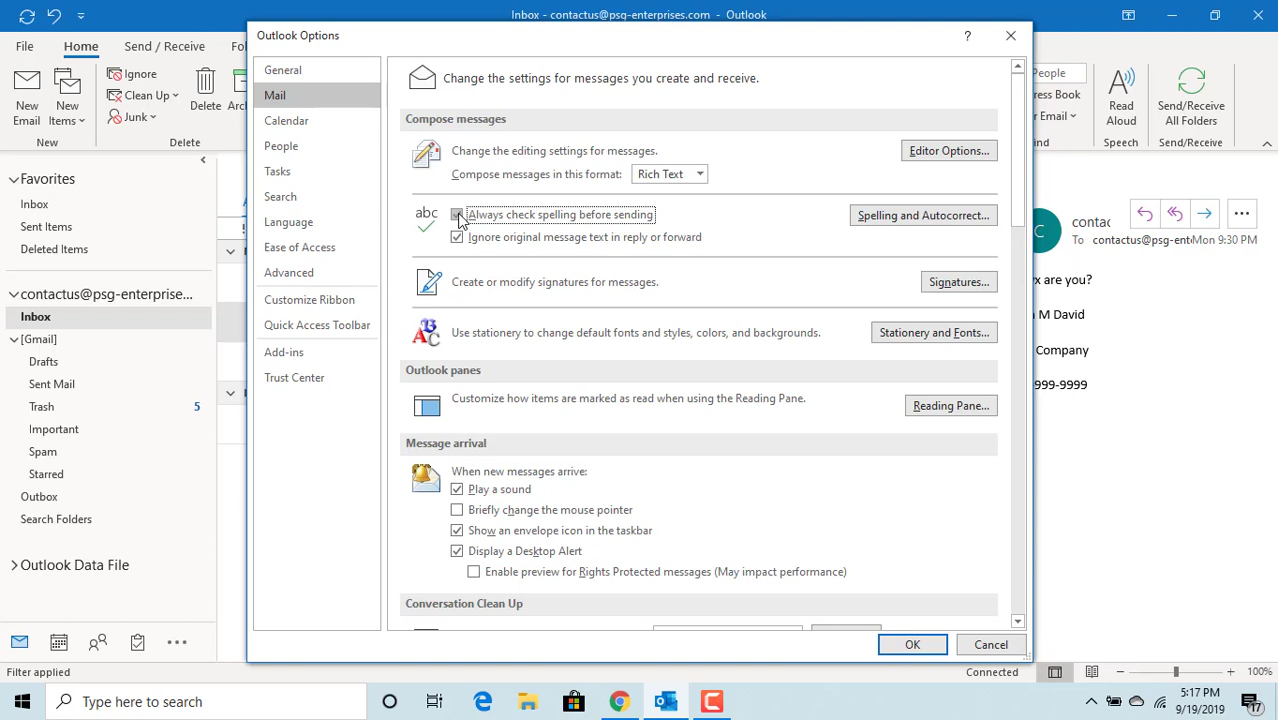 Inbox - contactus@psg-enterprises.com - Outlook
Outlook Options
File Home Send / Receive
New Email
New Items
Ignore
Clean Up
Junk
Delete
New
Delete
People
Read Aloud
Send/Receive All Folders
Speech
Send/Receive
Favorites
Inbox
Sent Items
Deleted Items
contactus@psg-enterprise...
Inbox
[Gmail]
Drafts
Sent Mail
Trash 5
Important
Spam
Starred
Outbox
Search Folders
Outlook Data File
General
Mail
Calendar
People
Tasks
Search
Language
Ease of Access
Advanced
Customize Ribbon
Quick Access Toolbar
Add-ins
Trust Center
Change the settings for messages you create and receive.
Compose messages
Change the editing settings for messages.
Editor Options...
Compose messages in this format: Rich Text
abc
Always check spelling before sending
Spelling and Autocorrect...
Ignore original message text in reply or forward
Create or modify signatures for messages.
Signatures...
Use stationery to change default fonts and styles, colors, and backgrounds.
Stationery and Fonts...
Outlook panes
Customize how items are marked as read when using the Reading Pane.
Reading Pane...
Message arrival
When new messages arrive:
Play a sound
Briefly change the mouse pointer
Show an envelope icon in the taskbar
Display a Desktop Alert
Enable preview for Rights Protected messages (May impact performance)
Conversation Clean Up
OK Cancel
C
To contactus@psg-ent Mon 9:30 PM
are you?
M David
Company
999-9999
Filter applied
Connected
100%
Type here to search
5:17 PM
9/19/2019
17